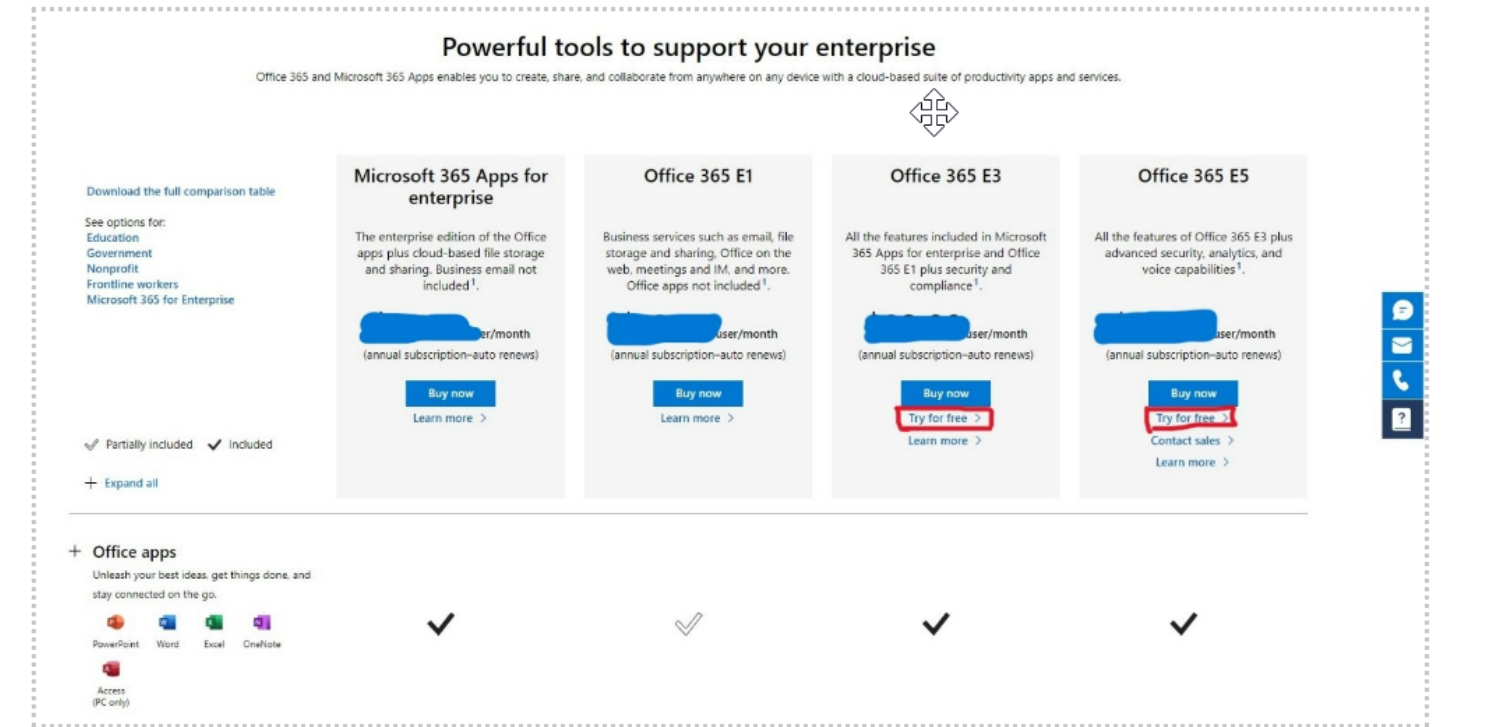 Powerful tools to support your enterprise
Office 365 and Microsoft 365 Apps enables you to create, share, and collaborate from anywhere on any device with a cloud-based suite of productivity apps and services.
Download the full comparison table
See options for:
Education
Government
Nonprofit
Frontline workers
Microsoft 365 for Enterprise
Partially included
Included
Expand all
Microsoft 365 Apps for
enterprise
The enterprise edition of the Office
apps plus cloud-based file storage
and sharing. Business email not
included¹.
/month
(annual subscription–auto renews)
Buy now
Learn more >
Office 365 E1
Business services such as email, file
storage and sharing, Office on the
web, meetings and IM, and more.
Office apps not included¹.
user/month
(annual subscription–auto renews)
Buy now
Learn more >
Office 365 E3
All the features included in Microsoft
365 Apps for enterprise and Office
365 E1 plus security and
compliance¹.
user/month
(annual subscription–auto renews)
Buy now
Try for free >
Learn more >
Office 365 E5
All the features of Office 365 E3 plus
advanced security, analytics, and
voice capabilities¹.
user/month
(annual subscription–auto renews)
Buy now
Try for free >
Contact sales >
Learn more >
+ Office apps
Unleash your best ideas, get things done, and
stay connected on the go.
PowerPoint Word Excel OneNote
Access
(PC only)